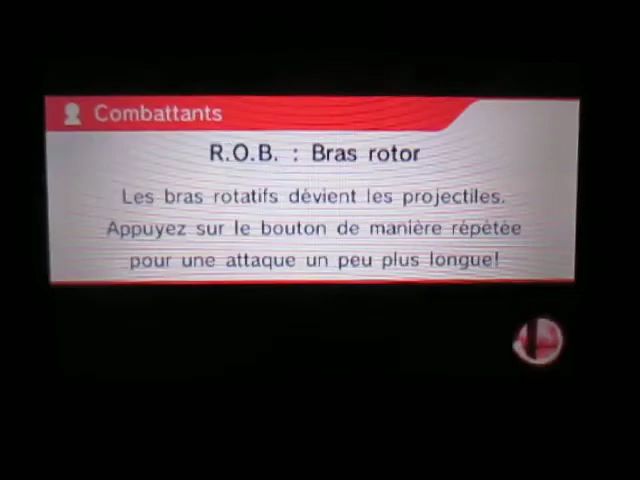 Combattants
R.O.B. : Bras rotor
Les bras rotatifs dévient les projectiles.
Appuyez sur le bouton de manière répétée
pour une attaque un peu plus longue!